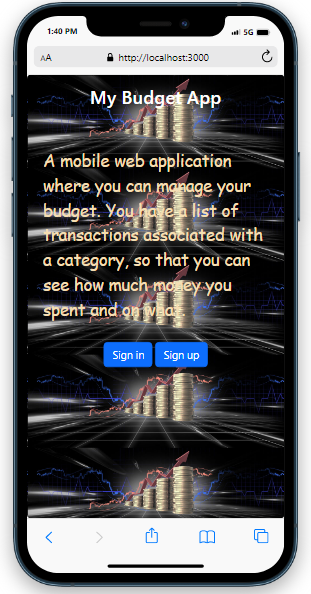 1:40 PM
5G
AA
http://localhost:3000
My Budget App
A mobile web application
where you can manage your
budget. You have a list of
transactions associated with
a category, so that you can
see how much money you
spent and on what.
Sign in Sign up